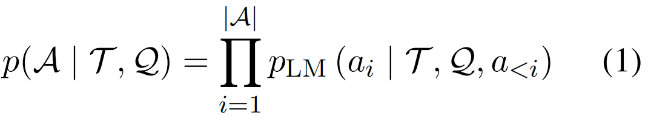 p(𝒜 | 𝒯, 𝒬) = ∏_{i=1}^{|𝒜|} p_LM (a_i | 𝒯, 𝒬, a_{<i}) (1)